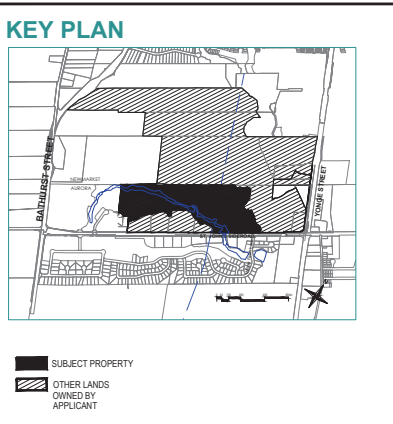 KEY PLAN
BATHURST STREET
NEWMARKET
AURORA
YONGE STREET
SUBJECT PROPERTY
OTHER LANDS
OWNED BY
APPLICANT